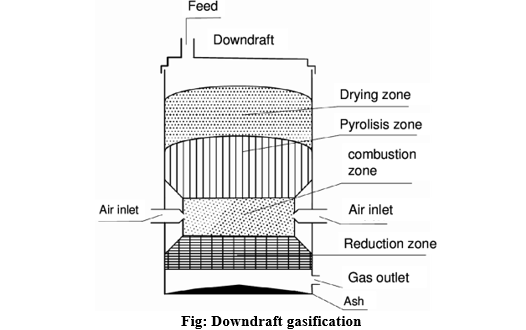 Feed
Downdraft
Drying zone
Pyrolisis zone
combustion
zone
Air inlet
Air inlet
Reduction zone
Gas outlet
Ash
Fig: Downdraft gasification